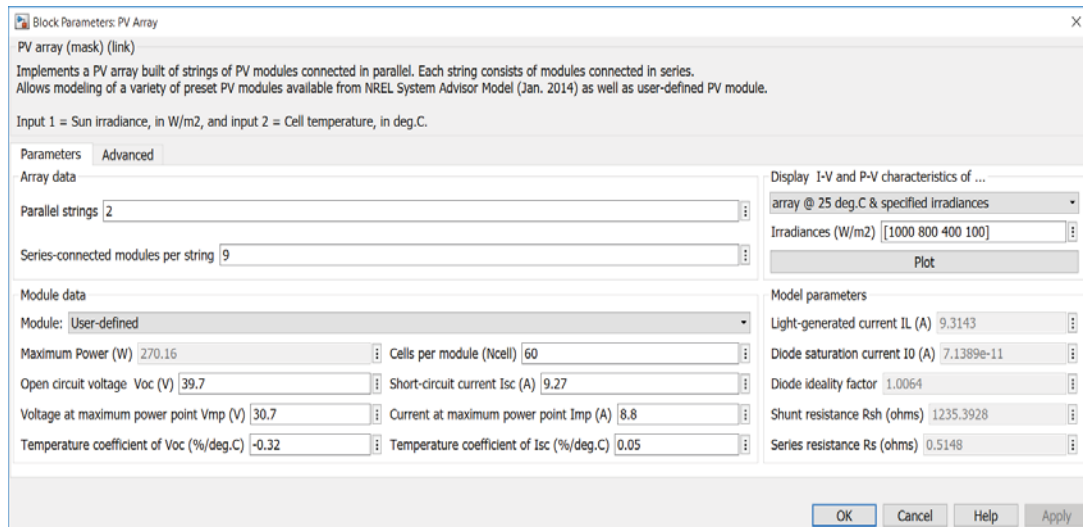 Block Parameters: PV Array
PV array (mask) (link)
Implements a PV array built of strings of PV modules connected in parallel. Each string consists of modules connected in series.
Allows modeling of a variety of preset PV modules available from NREL System Advisor Model (Jan. 2014) as well as user-defined PV module.
Input 1 = Sun irradiance, in W/m2, and input 2 = Cell temperature, in deg.C.
Parameters Advanced
Array data
Parallel strings 2
Series-connected modules per string 9
Display I-V and P-V characteristics of ...
array @ 25 deg.C & specified irradiances
Irradiances (W/m2) [1000 800 400 100]
Plot
Module data
Module: User-defined
Maximum Power (W) 270.16 Cells per module (Ncell) 60
Open circuit voltage Voc (V) 39.7 Short-circuit current Isc (A) 9.27
Voltage at maximum power point Vmp (V) 30.7 Current at maximum power point Imp (A) 8.8
Temperature coefficient of Voc (%/deg.C) -0.32 Temperature coefficient of Isc (%/deg.C) 0.05
Model parameters
Light-generated current IL (A) 9.3143
Diode saturation current I0 (A) 7.1389e-11
Diode ideality factor 1.0064
Shunt resistance Rsh (ohms) 1235.3928
Series resistance Rs (ohms) 0.5148
OK Cancel Help Apply